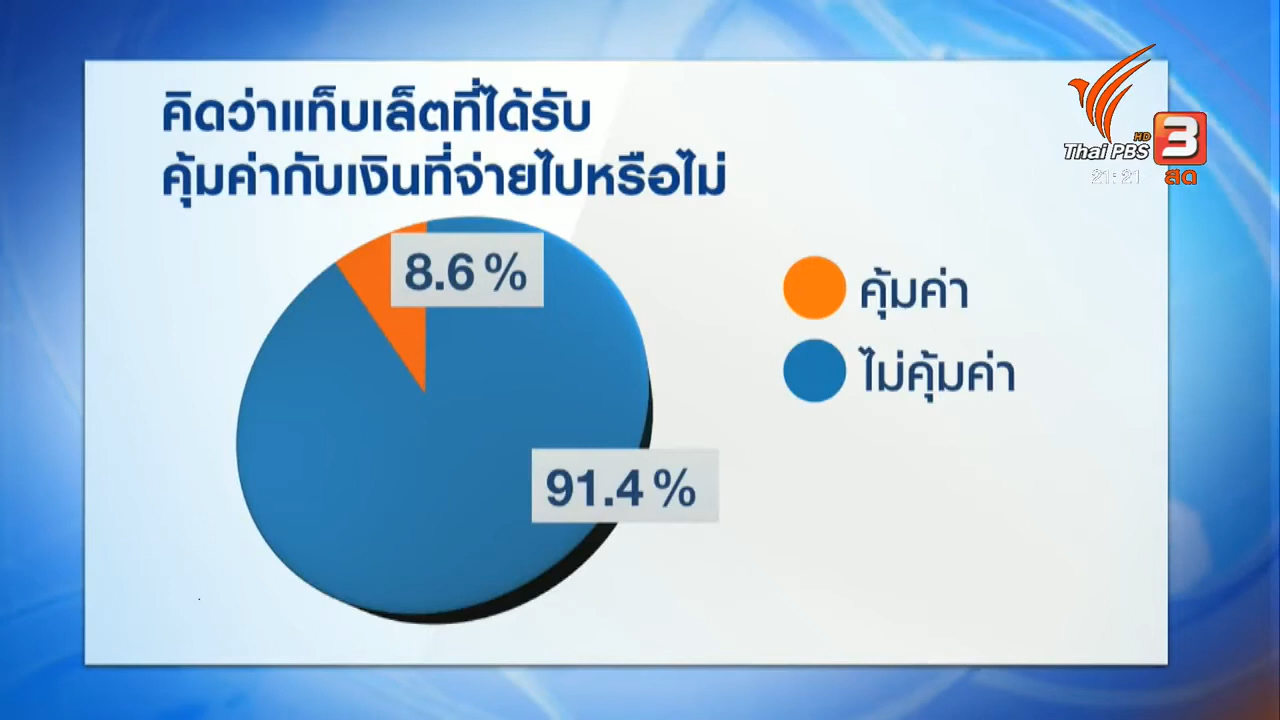 คิดว่าแท็บเล็ตที่ได้รับ
คุ้มค่ากับเงินที่จ่ายไปหรือไม่
8.6 %
91.4 %
คุ้มค่า
ไม่คุ้มค่า
HD
Thai PBS 3
21:21 สด